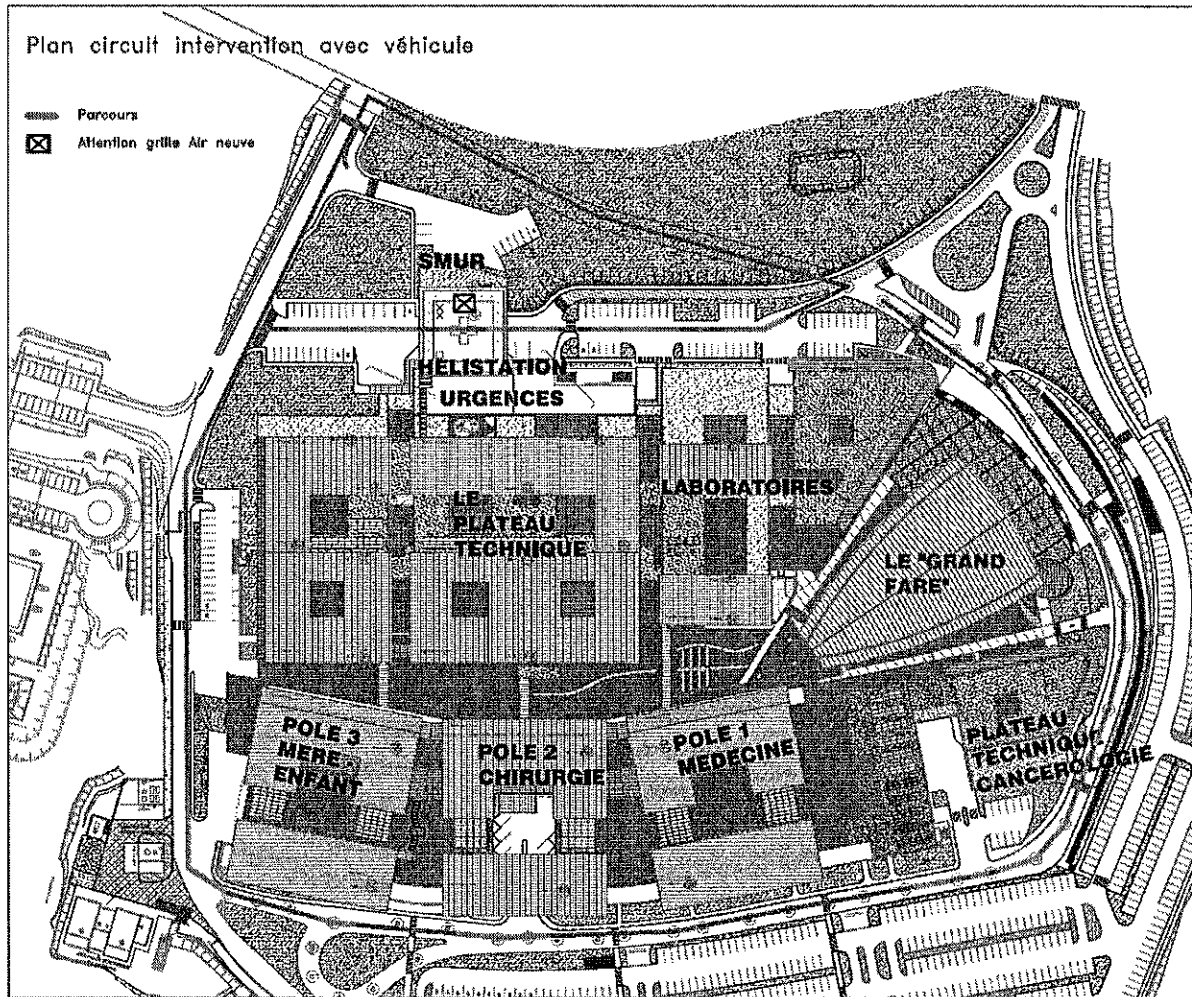 Plan circuit intervention avec véhicule
Parcours
Attention grille Air neuve
SMUR
HELISTATION
URGENCES
LE
PLATEAU
TECHNIQUE
LABORATOIRES
LE "GRAND
FARE"
POLE 3
MERE
ENFANT
POLE 2
CHIRURGIE
POLE 1
MEDECINE
PLATEAU
TECHNIQUE
CANCEROLOGIE